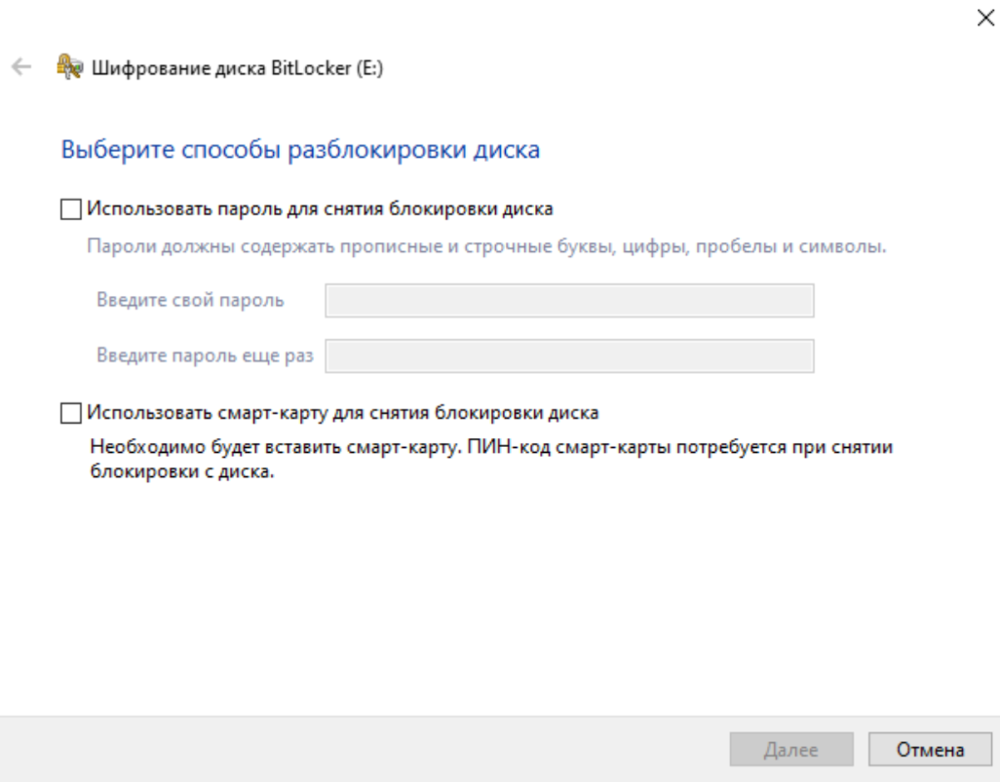 Шифрование диска BitLocker (E:)
Выберите способы разблокировки диска
Использовать пароль для снятия блокировки диска
Пароли должны содержать прописные и строчные буквы, цифры, пробелы и символы.
Введите свой пароль
Введите пароль еще раз
Использовать смарт-карту для снятия блокировки диска
Необходимо будет вставить смарт-карту. ПИН-код смарт-карты потребуется при снятии
блокировки с диска.
Далее
Отмена